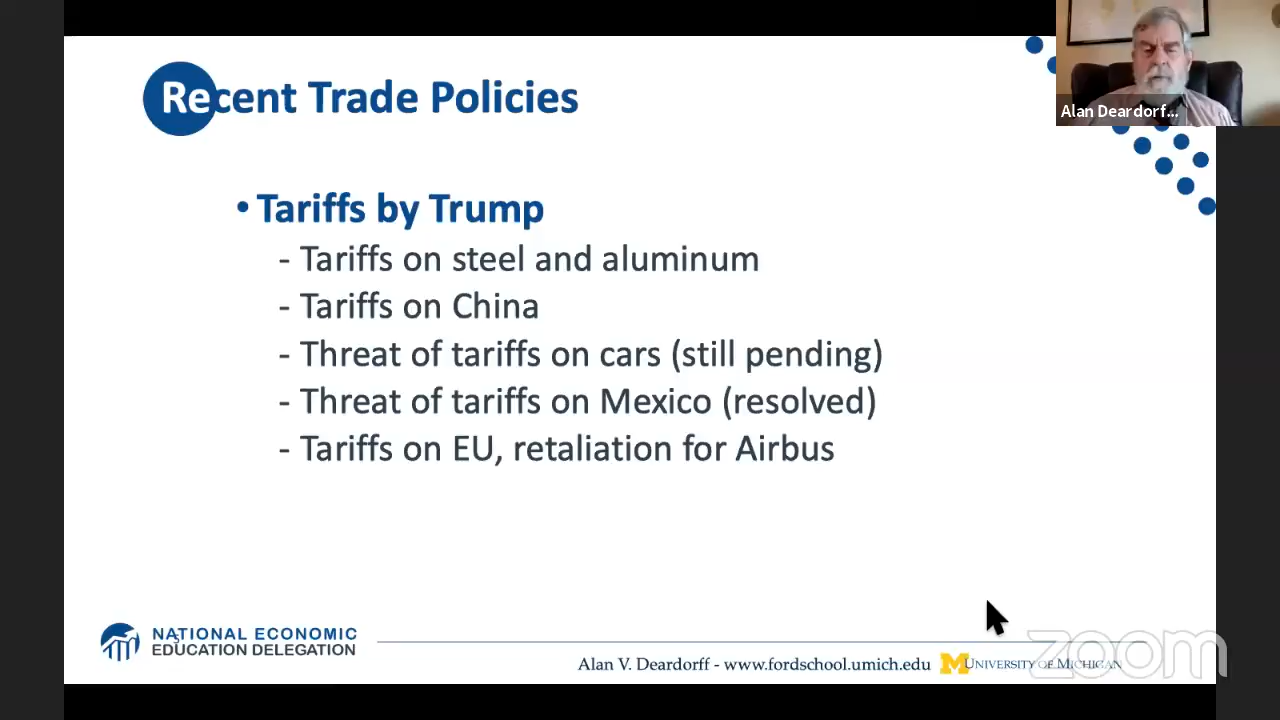 Recent Trade Policies
Alan Deardorf...
• Tariffs by Trump
- Tariffs on steel and aluminum
- Tariffs on China
- Threat of tariffs on cars (still pending)
- Threat of tariffs on Mexico (resolved)
- Tariffs on EU, retaliation for Airbus
NATIONAL ECONOMIC
EDUCATION DELEGATION
5
Alan V. Deardorff - www.fordschool.umich.edu
M UNIVERSITY OF MICHIGAN
zoom